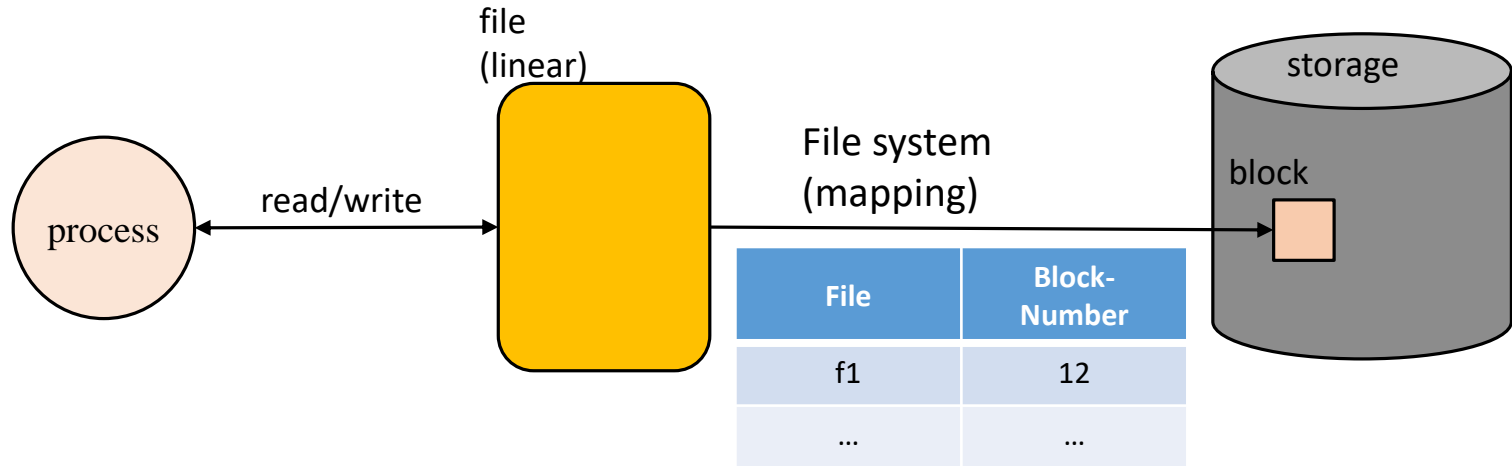 file
(linear)
process
read/write
File system
(mapping)
storage
block
File Block-
Number
f1 12
... ...